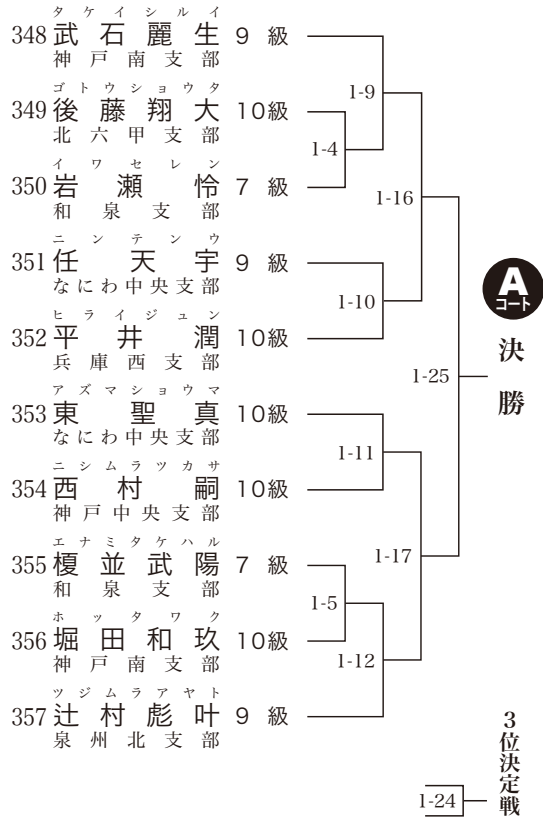 タケイシルイ
348 武石麗生 9級
神戸南支部
ゴトウショウタ
349 後藤翔大 10級
北六甲支部
イワセレン
350 岩瀬怜 7級
和泉支部
ニンテンウ
351 任天宇 9級
なにわ中央支部
ヒライジュン
352 平井潤 10級
兵庫西支部
アズマショウマ
353 東聖真 10級
なにわ中央支部
ニシムラツカサ
354 西村嗣 10級
神戸中央支部
エナミタケハル
355 榎並武陽 7級
和泉支部
ホッタワク
356 堀田和玖 10級
神戸南支部
ツジムラアヤト
357 辻村彪叶 9級
泉州北支部
1-9
1-4
1-16
1-10
1-25
1-11
1-17
1-5
1-12
A
コート
決勝
3位決定戦
1-24